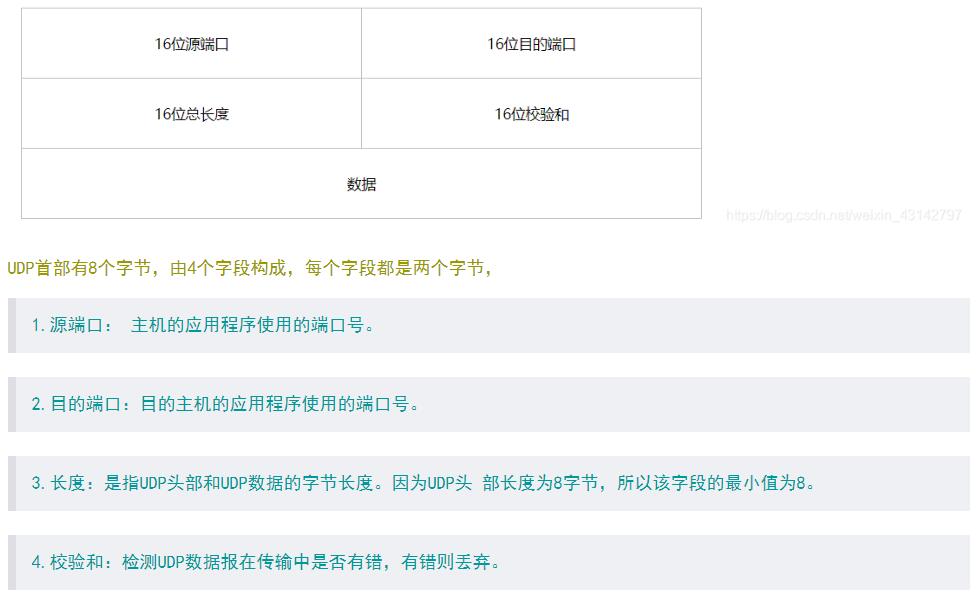 16位源端口 16位目的端口
16位总长度 16位校验和
数据
https://blog.csdn.net/weixin_43142797
UDP首部有8个字节，由4个字段构成，每个字段都是两个字节，
1.源端口： 主机的应用程序使用的端口号。
2.目的端口：目的主机的应用程序使用的端口号。
3.长度：是指UDP头部和UDP数据的字节长度。因为UDP头 部长度为8字节，所以该字段的最小值为8。
4.校验和：检测UDP数据报在传输中是否有错，有错则丢弃。